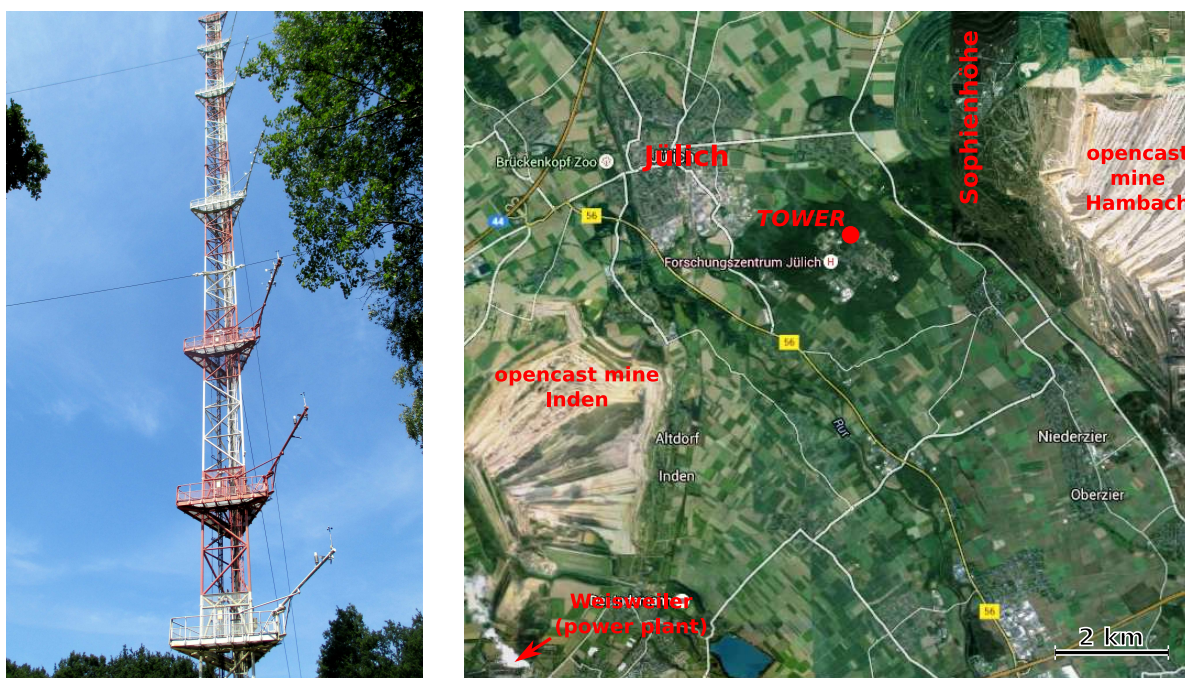 Sophlenhöhe
opencast
mine
Hambach
Brückenkopf Zoo
Jülich
44
56
TOWER
Forschungszentrum Jülich
H
56
opencast mine
Inden
Rur
Altdorf
Inden
Niederzier
Oberzier
Weisweiler
(power plant)
56
2 km